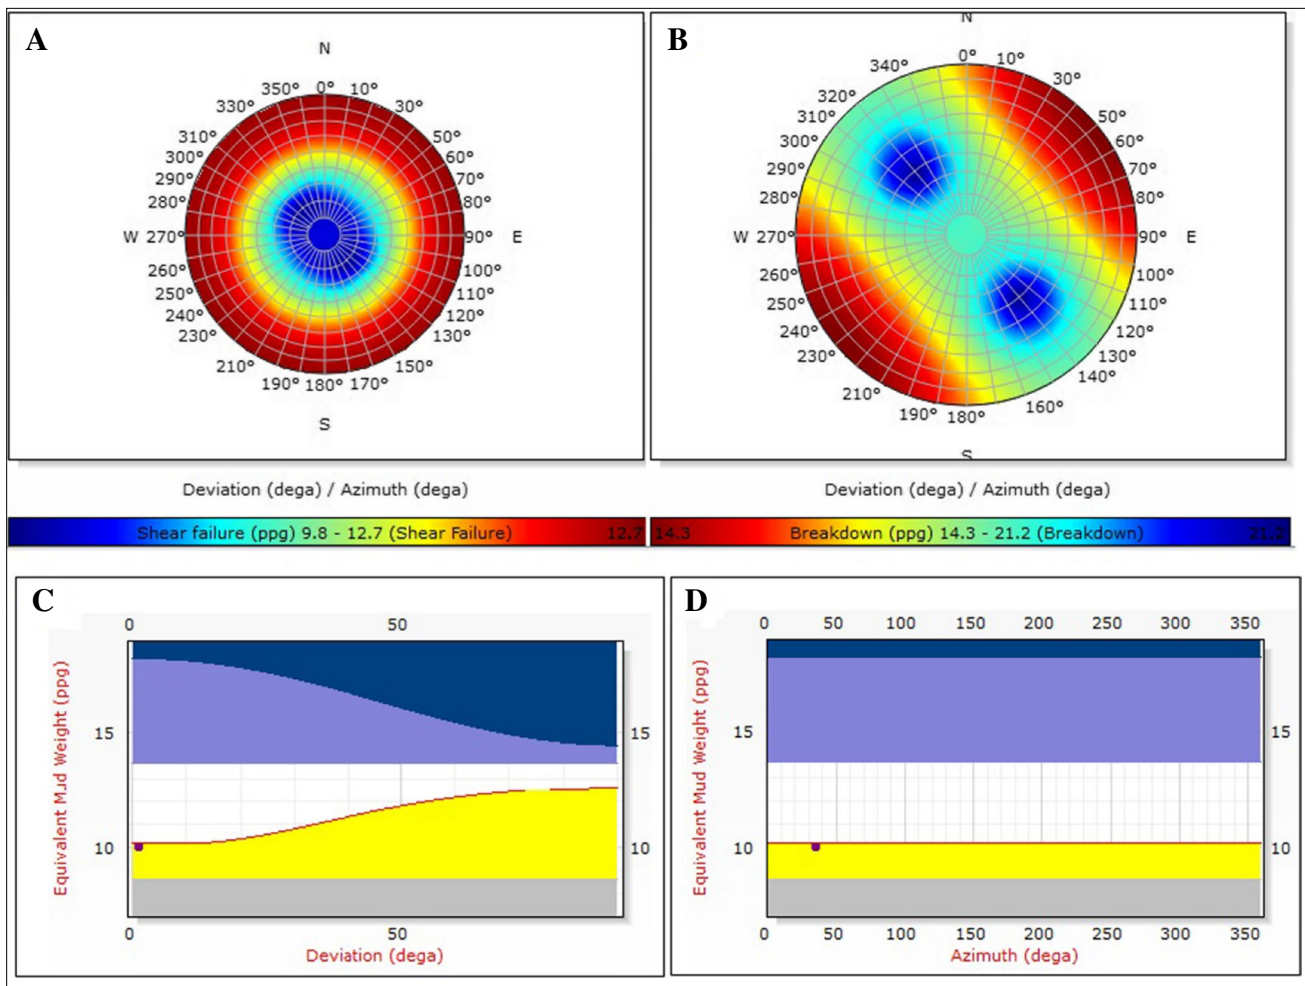 A
N
350° 0° 10°
330° 30°
310° 50°
300° 60°
290° 70°
280° 80°
W 270° 90° E
260° 100°
250° 110°
240° 120°
230° 130°
210° 150°
190° 180° 170°
S
Deviation (dega) / Azimuth (dega)
Shear failure (ppg) 9.8 - 12.7 (Shear Failure) 12.7
B
N
340° 0° 10°
320° 30°
310° 50°
300° 60°
290° 70°
280° 80°
W 270° 90° E
260° 100°
250° 110°
240° 120°
230° 130°
210° 140°
190° 180° 160°
S
Deviation (dega) / Azimuth (dega)
14.3 Breakdown (ppg) 14.3 - 21.2 (Breakdown) 21.2
C
0 50
Equivalent Mud Weight (ppg)
15 15
10 10
0 50
Deviation (dega)
D
0 50 100 150 200 250 300 350
Equivalent Mud Weight (ppg)
15 15
10 10
0 50 100 150 200 250 300 350
Azimuth (dega)